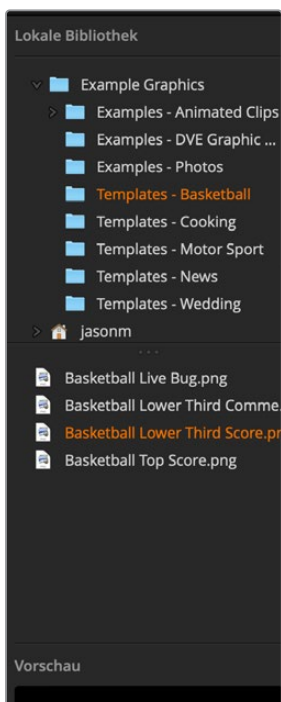 Lokale Bibliothek
Example Graphics
Examples - Animated Clips
Examples - DVE Graphic ...
Examples - Photos
Templates - Basketball
Templates - Cooking
Templates - Motor Sport
Templates - News
Templates - Wedding
jasonm
...
Basketball Live Bug.png
Basketball Lower Third Comme.
Basketball Lower Third Score.pr
Basketball Top Score.png
Vorschau